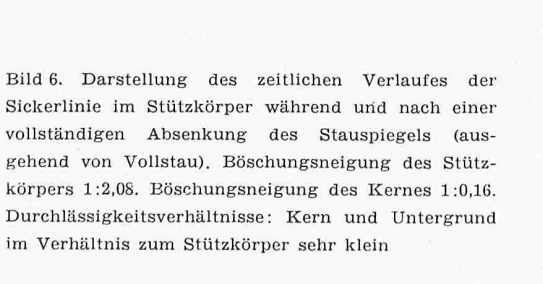 Bild 6. Darstellung des zeitlichen Verlaufes der
Sickerlinie im Stützkörper während und nach einer
vollständigen Absenkung des Stauspiegels (aus-
gehend von Vollstau). Böschungsneigung des Stütz-
körpers 1:2,08. Böschungsneigung des Kernes 1:0,16.
Durchlässigkeitsverhältnisse: Kern und Untergrund
im Verhältnis zum Stützkörper sehr klein